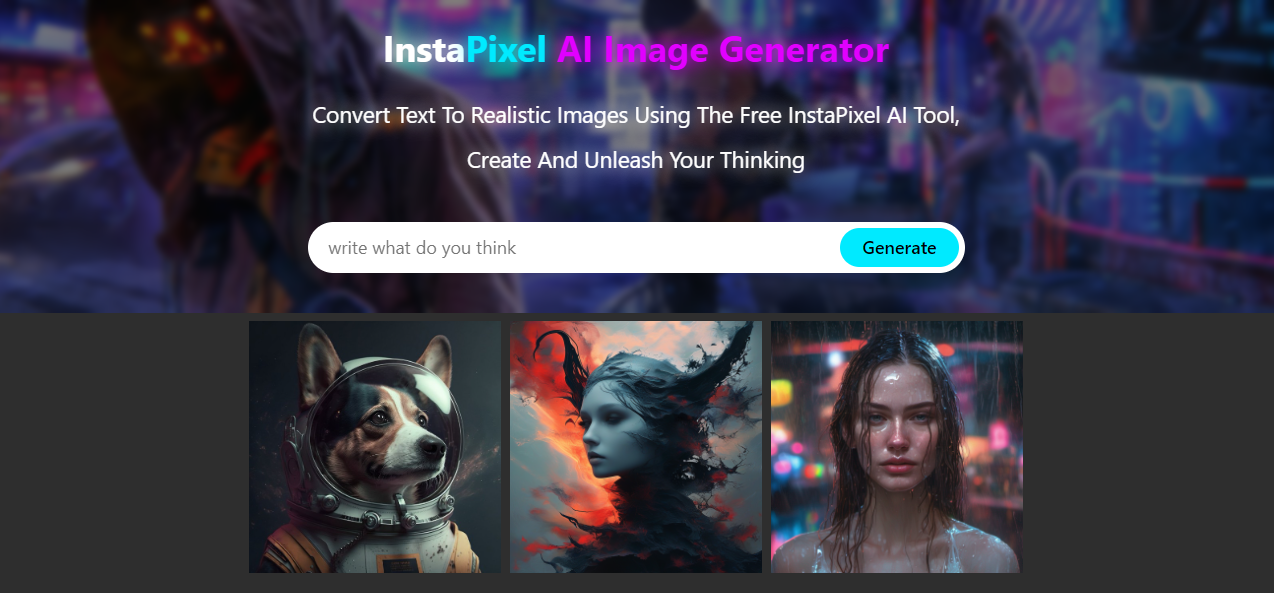 InstaPixel AI Image Generator
Convert Text To Realistic Images Using The Free InstaPixel AI Tool,
Create And Unleash Your Thinking
write what do you think
Generate